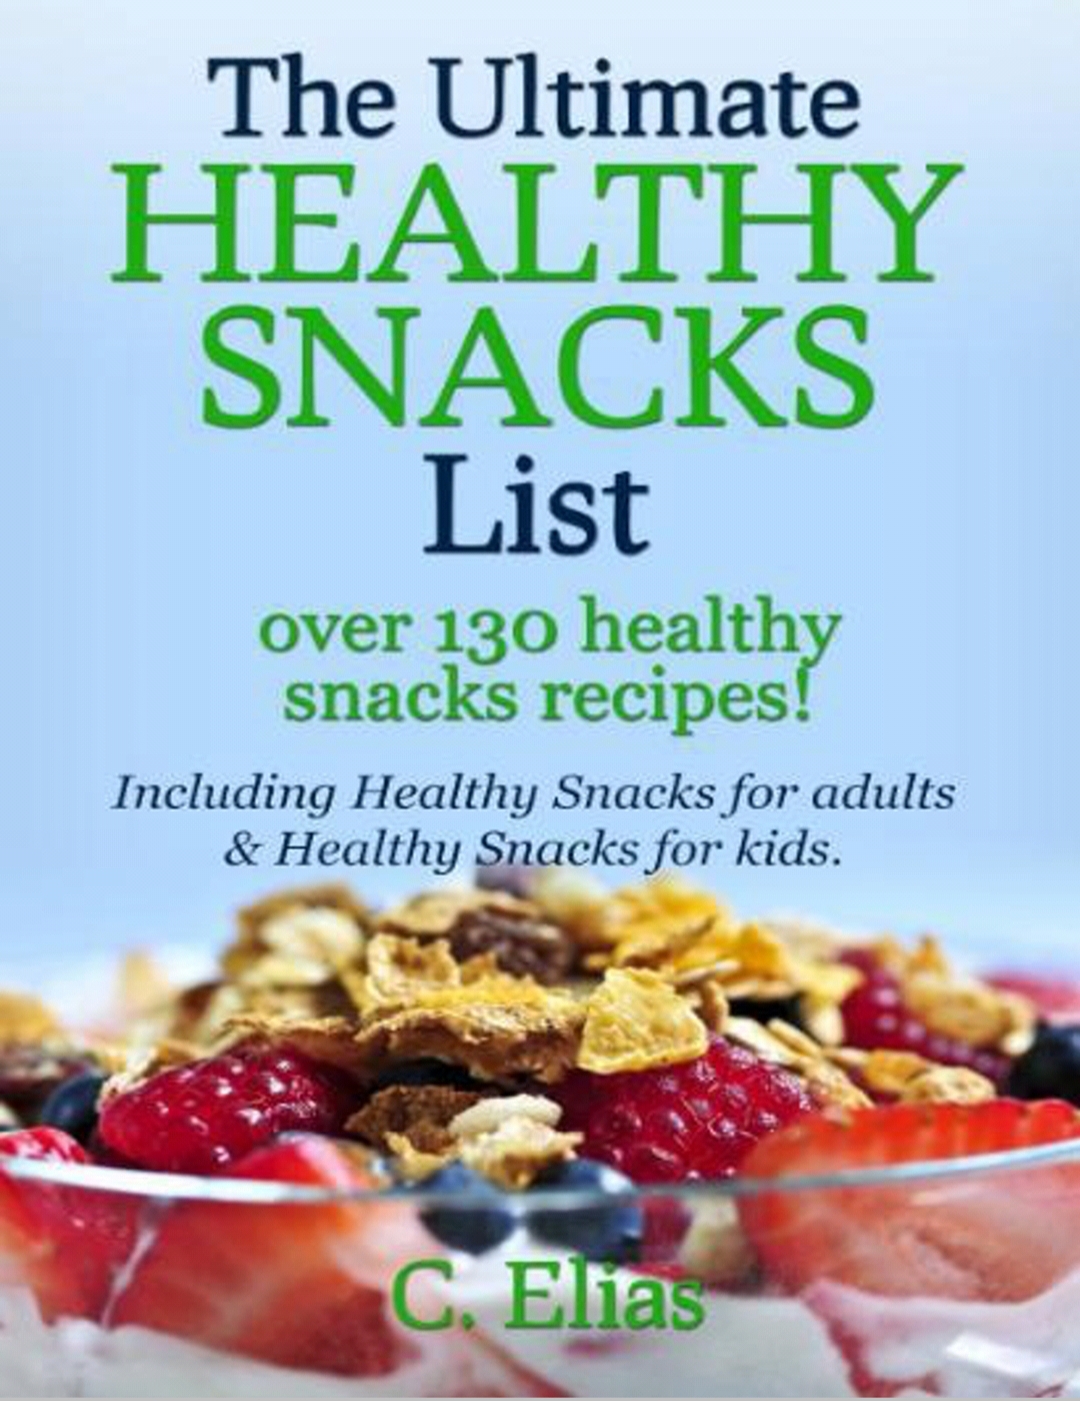 The Ultimate
HEALTHY
SNACKS
List
over 130 healthy
snacks recipes!
Including Healthy Snacks for adults
& Healthy Snacks for kids.
C. Elias